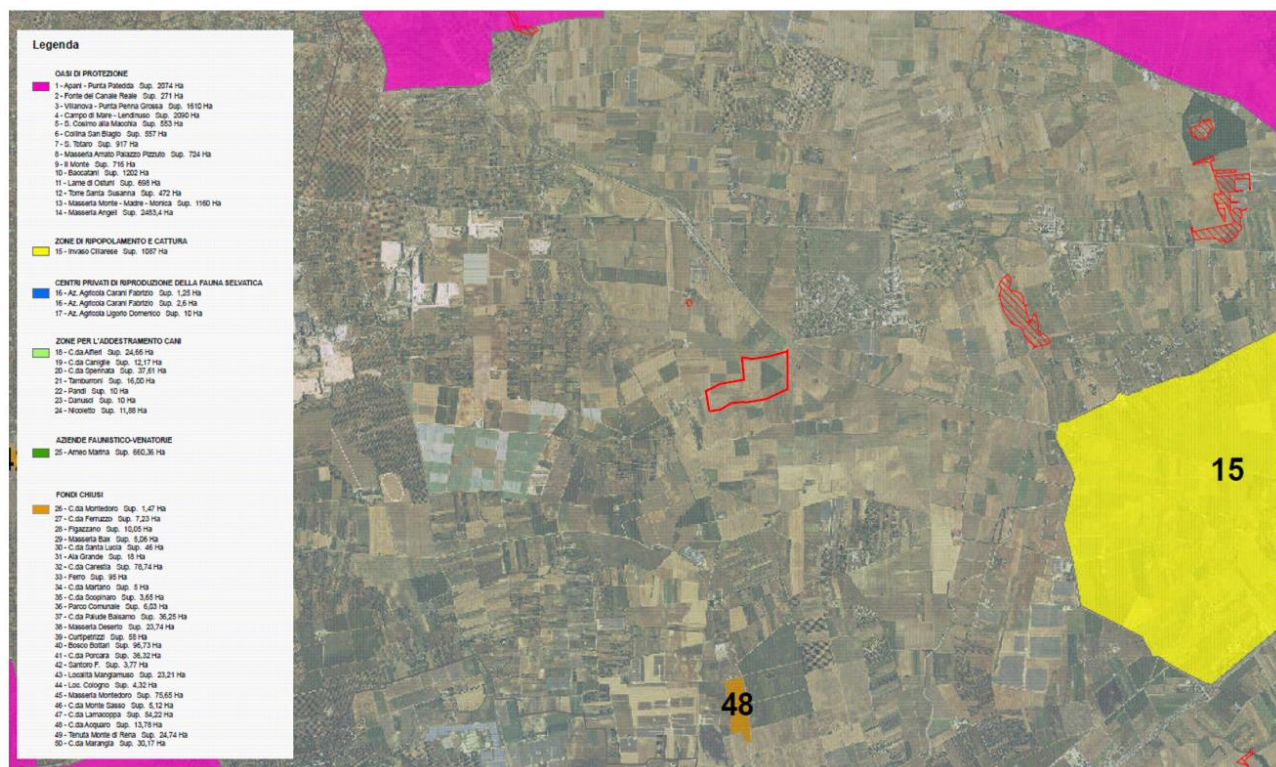 Legenda
OASI DI PROTEZIONE
1 - Apani - Punta Patedda Sup. 2074 Ha
2 - Fonte del Canale Reale Sup. 271 Ha
3 - Villanova - Punta Penna Grossa Sup. 1610 Ha
4 - Campo di Mare - Lendinuso Sup. 2090 Ha
5 - S. Cosimo alla Macchia Sup. 553 Ha
6 - Collina San Biagio Sup. 557 Ha
7 - S. Totaro Sup. 917 Ha
8 - Masseria Amato Palazzo Pizzuto Sup. 724 Ha
9 - Il Monte Sup. 716 Ha
10 - Baccatani Sup. 1202 Ha
11 - Lame di Ostuni Sup. 698 Ha
12 - Torre Santa Susanna Sup. 472 Ha
13 - Masseria Monte - Madre - Monica Sup. 1160 Ha
14 - Masseria Angeli Sup. 2483,4 Ha
ZONE DI RIPOPOLAMENTO E CATTURA
15 - Invaso Cillarese Sup. 1087 Ha
CENTRI PRIVATI DI RIPRODUZIONE DELLA FAUNA SELVATICA
16 - Az. Agricola Carani Fabrizio Sup. 1,25 Ha
16 - Az. Agricola Carani Fabrizio Sup. 2,6 Ha
17 - Az. Agricola Ligorio Domenico Sup. 10 Ha
ZONE PER L'ADDESTRAMENTO CANI
18 - C.da Alfieri Sup. 24,66 Ha
19 - C.da Caniglie Sup. 12,17 Ha
20 - C.da Spennata Sup. 37,61 Ha
21 - Tamburroni Sup. 16,00 Ha
22 - Pandi Sup. 10 Ha
23 - Danusci Sup. 10 Ha
24 - Nicoletto Sup. 11,88 Ha
AZIENDE FAUNISTICO-VENATORIE
25 - Arneo Marina Sup. 660,36 Ha
FONDI CHIUSI
26 - C.da Montedoro Sup. 1,47 Ha
27 - C.da Ferruzzo Sup. 7,23 Ha
28 - Pigazzano Sup. 10,05 Ha
29 - Masseria Bax Sup. 5,06 Ha
30 - C.da Santa Lucia Sup. 46 Ha
31 - Aia Grande Sup. 18 Ha
32 - C.da Carestia Sup. 78,74 Ha
33 - Ferro Sup. 95 Ha
34 - C.da Martano Sup. 5 Ha
35 - C.da Scopinaro Sup. 3,65 Ha
36 - Parco Comunale Sup. 6,03 Ha
37 - C.da Palude Balsamo Sup. 36,25 Ha
38 - Masseria Deserto Sup. 23,74 Ha
39 - Curtipetrizzi Sup. 58 Ha
40 - Bosco Bottari Sup. 96,73 Ha
41 - C.da Porcara Sup. 36,32 Ha
42 - Santoro F. Sup. 3,77 Ha
43 - Località Mangiamuso Sup. 23,21 Ha
44 - Loc. Cologno Sup. 4,32 Ha
45 - Masseria Montedoro Sup. 75,65 Ha
46 - C.da Monte Sasso Sup. 5,12 Ha
47 - C.da Lamacoppa Sup. 54,22 Ha
48 - C.da Acquaro Sup. 13,78 Ha
49 - Tenuta Monte di Rena Sup. 24,74 Ha
50 - C.da Marangia Sup. 30,17 Ha
15
48